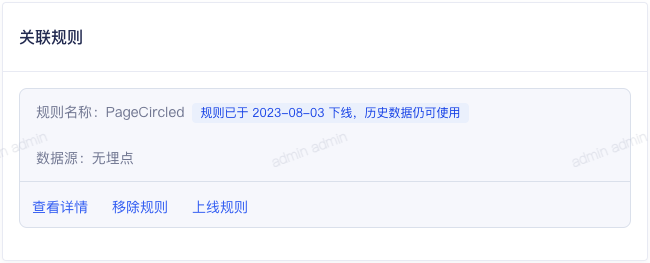 关联规则
规则名称：PageCircled 规则已于 2023-08-03 下线，历史数据仍可使用
数据源：无埋点
查看详情 移除规则 上线规则
admin admin
admin admin
admin admin